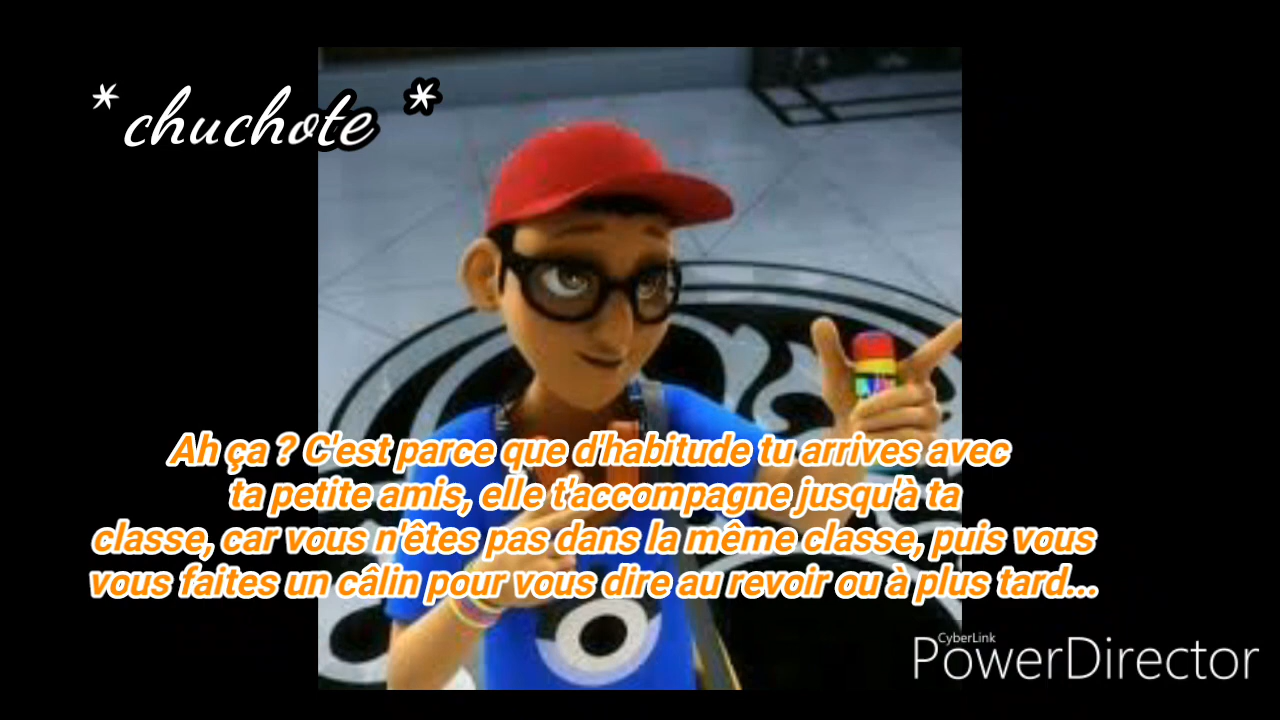 *chuchote *
Ah ça ? C'est parce que d'habitude tu arrives avec
ta petite amis, elle t'accompagne jusqu'à ta
classe, car vous n'êtes pas dans la même classe, puis vous
vous faites un câlin pour vous dire au revoir ou à plus tard...
CyberLink
PowerDirector